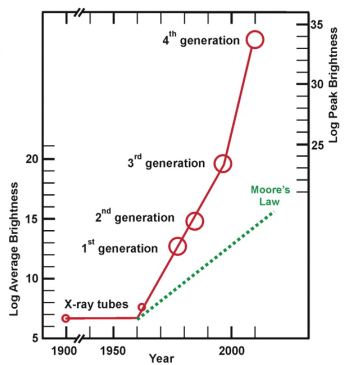 4th generation
3rd generation
2nd generation
1st generation
X-ray tubes
Moore's
Law
Log Average Brightness
20
15
10
5
Log Peak Brightness
35
30
25
1900
1950
2000
Year